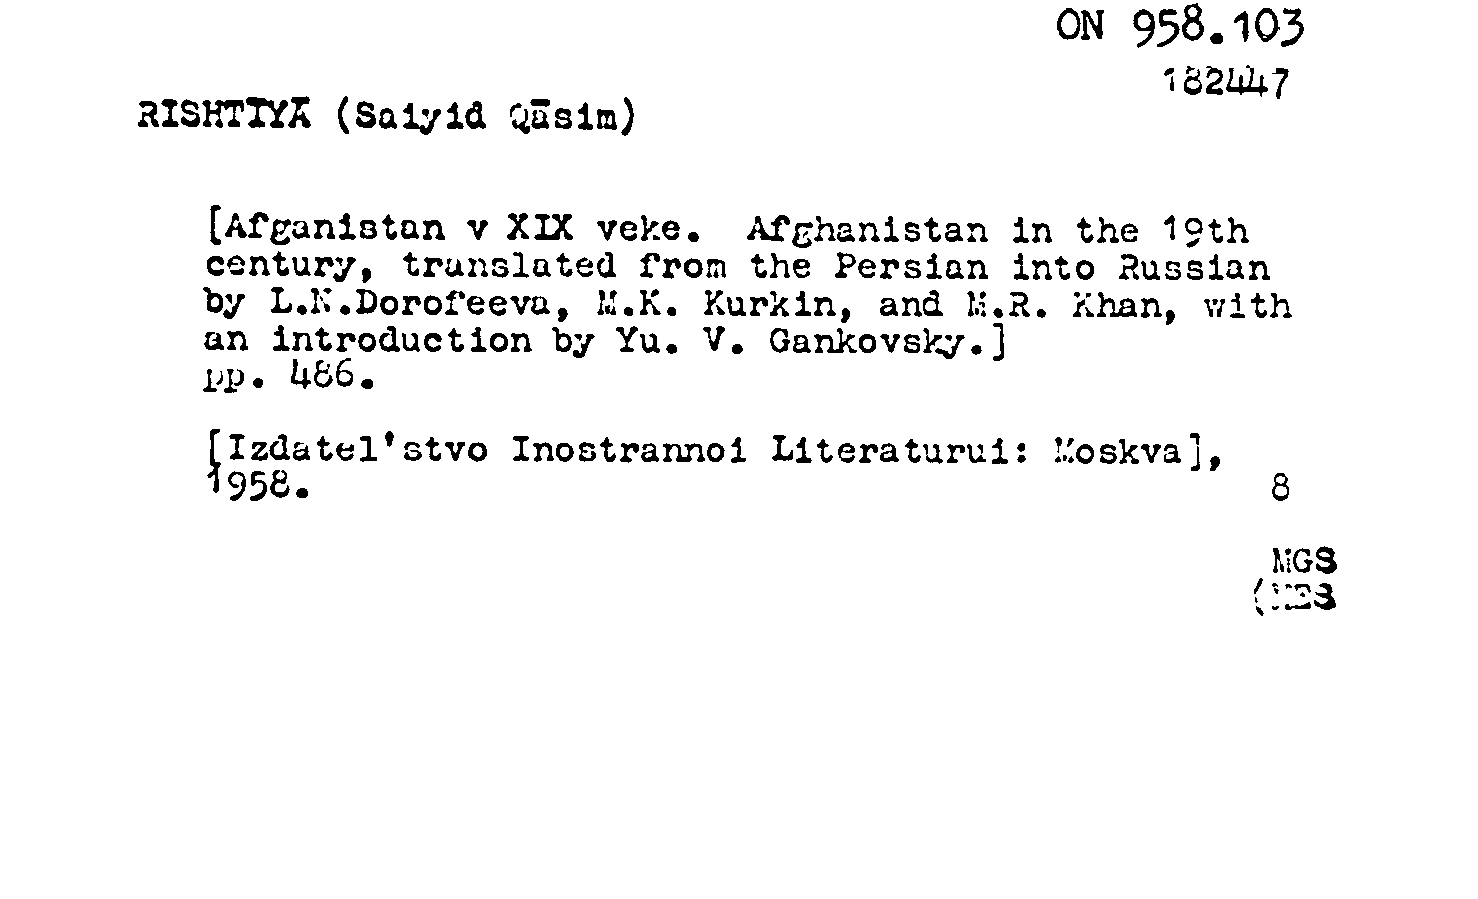 ON 958.103
182447
RISHTĪYĀ (Saiyid Qāsim)
[Afganistan v XIX veke. Afghanistan in the 19th
century, translated from the Persian into Russian
by L.N.Dorofeeva, M.K. Kurkin, and M.R. Khan, with
an introduction by Yu. V. Gankovsky.]
pp. 486.
[Izdatel'stvo Inostrannoi Literaturui: Moskva],
1958. 8
MGS
(MES